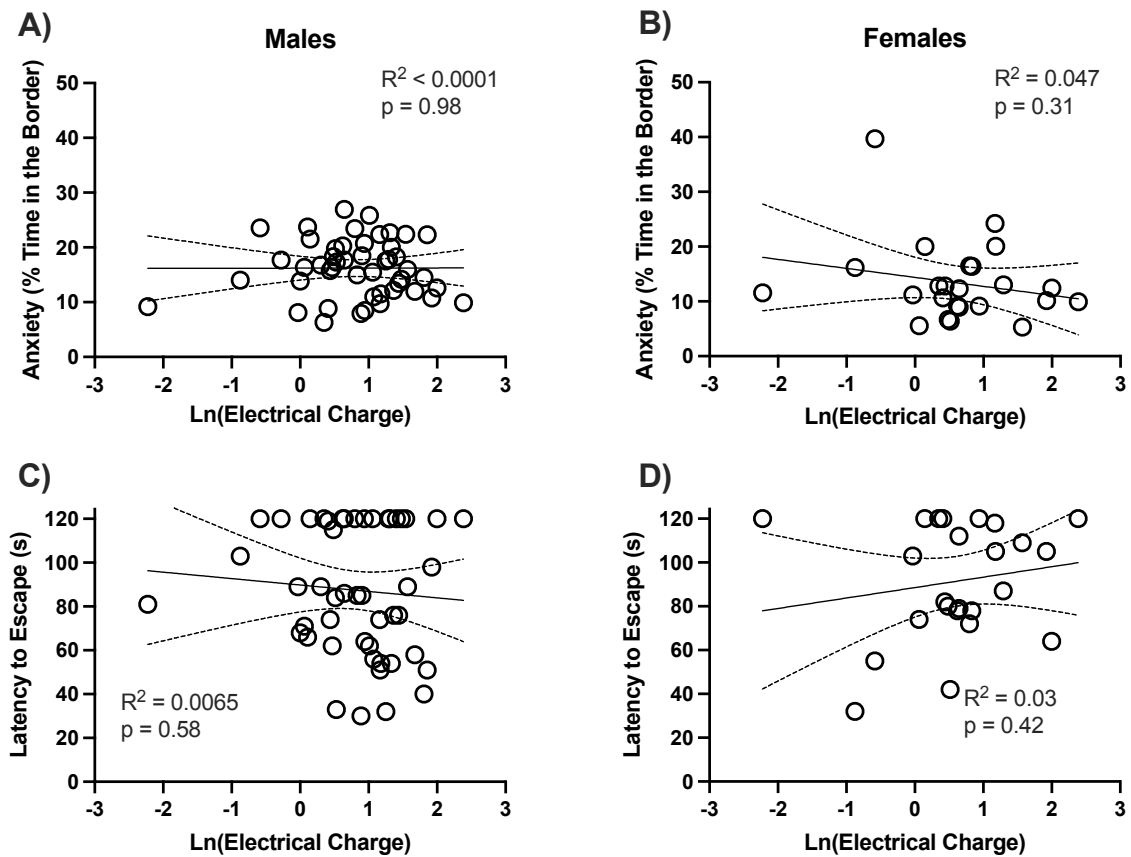 A)
Males
R² < 0.0001
p = 0.98
Anxiety (% Time in the Border)
50
40
30
20
10
0
-3 -2 -1 0 1 2 3
Ln(Electrical Charge)
B)
Females
R² = 0.047
p = 0.31
Anxiety (% Time in the Border)
50
40
30
20
10
0
-3 -2 -1 0 1 2 3
Ln(Electrical Charge)
C)
Latency to Escape (s)
120
100
80
60
40
20
0
R² = 0.0065
p = 0.58
-3 -2 -1 0 1 2 3
Ln(Electrical Charge)
D)
Latency to Escape (s)
120
100
80
60
40
20
0
R² = 0.03
p = 0.42
-3 -2 -1 0 1 2 3
Ln(Electrical Charge)